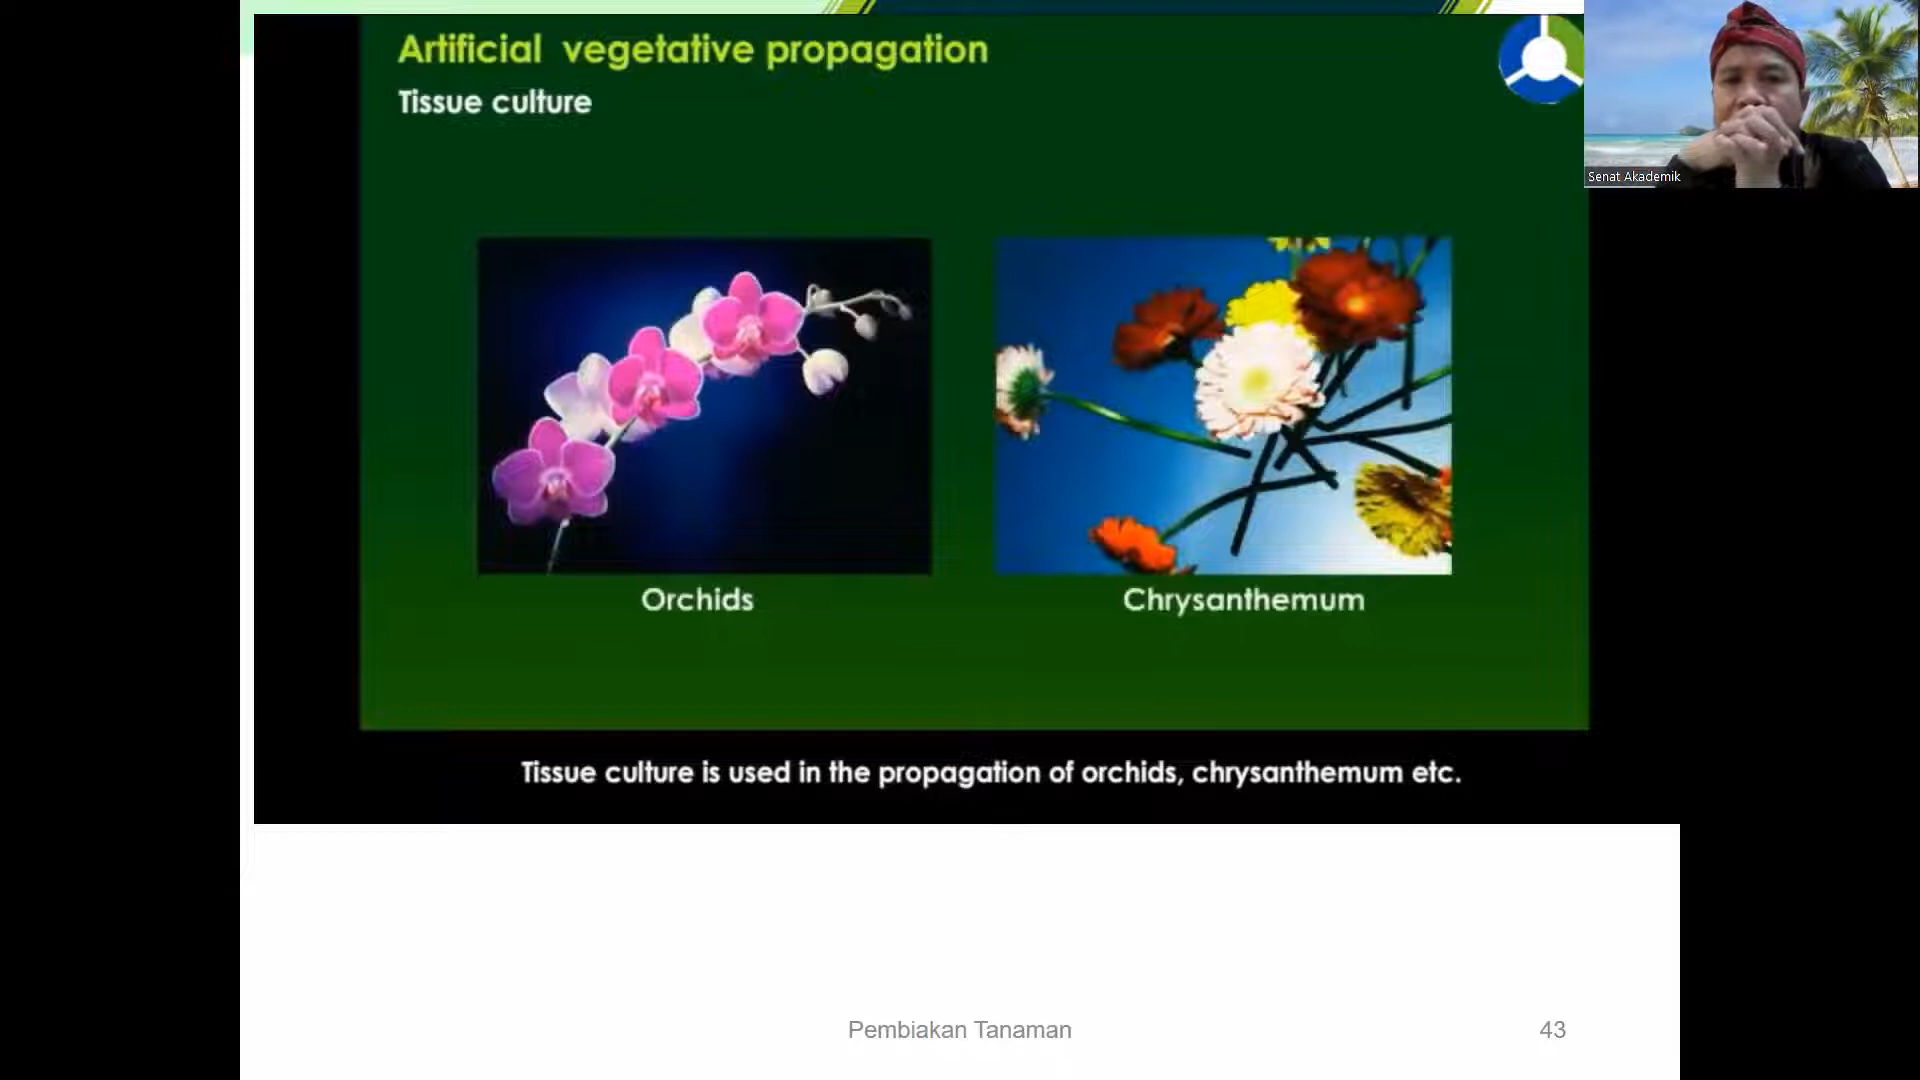 Artificial vegetative propagation
Tissue culture
Senat Akademik
Orchids
Chrysanthemum
Tissue culture is used in the propagation of orchids, chrysanthemum etc.
Pembiakan Tanaman
43